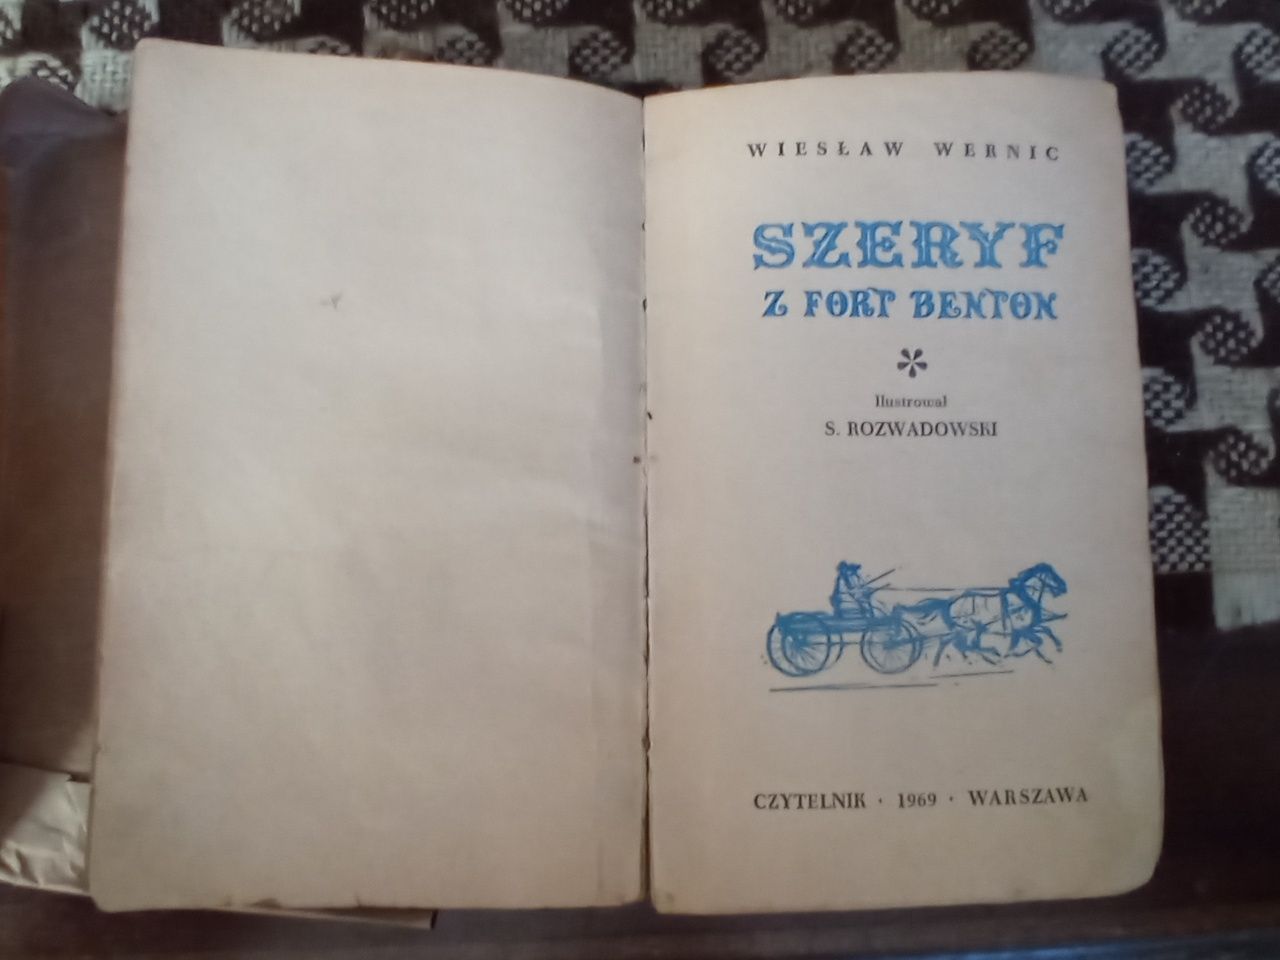 WIESŁAW WERNIC
SZERYF
Z FORT BENTON
*
Ilustrował
S. ROZWADOWSKI
CZYTELNIK · 1969 · WARSZAWA